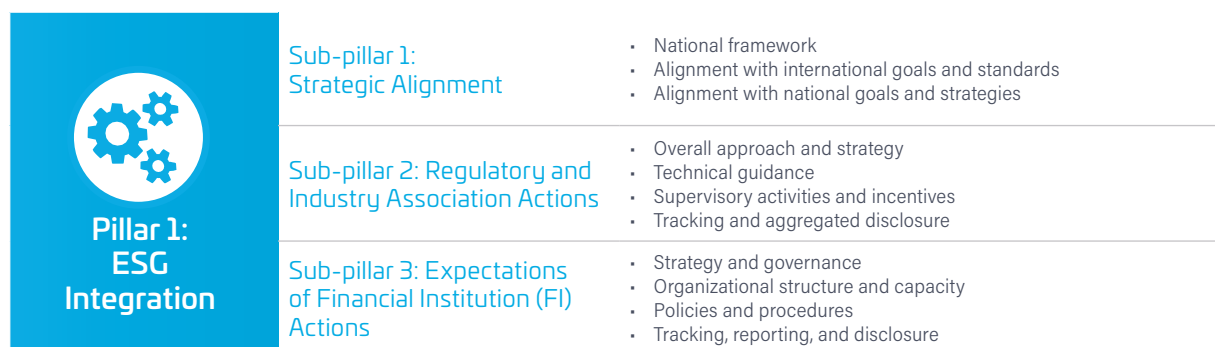 Pillar 1:
ESG
Integration
Sub-pillar 1:
Strategic Alignment
• National framework
• Alignment with international goals and standards
• Alignment with national goals and strategies
Sub-pillar 2: Regulatory and
Industry Association Actions
• Overall approach and strategy
• Technical guidance
• Supervisory activities and incentives
• Tracking and aggregated disclosure
Sub-pillar 3: Expectations
of Financial Institution (FI)
Actions
• Strategy and governance
• Organizational structure and capacity
• Policies and procedures
• Tracking, reporting, and disclosure